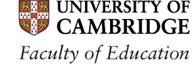 UNIVERSITY OF
CAMBRIDGE
Faculty of Education